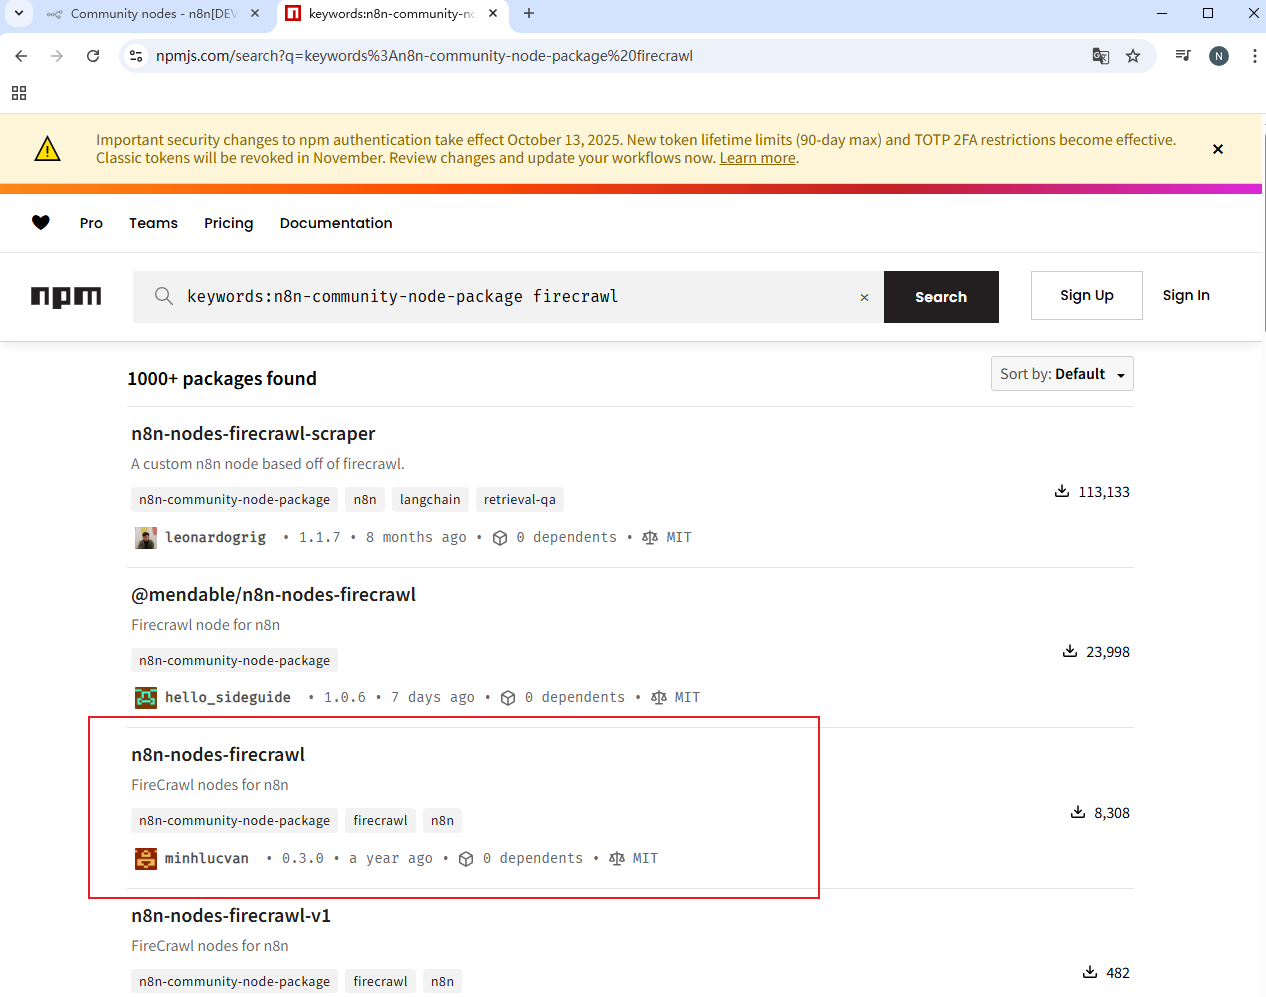 Community nodes - n8n[DEV
keywords:n8n-community-no
npmjs.com/search?q=keywords%3An8n-community-node-package%20firecrawl
N
Important security changes to npm authentication take effect October 13, 2025. New token lifetime limits (90-day max) and TOTP 2FA restrictions become effective.
Classic tokens will be revoked in November. Review changes and update your workflows now. Learn more.
Pro Teams Pricing Documentation
npm
keywords:n8n-community-node-package firecrawl
Search
Sign Up
Sign In
1000+ packages found
Sort by: Default
n8n-nodes-firecrawl-scraper
A custom n8n node based off of firecrawl.
n8n-community-node-package n8n langchain retrieval-qa
113,133
leonardogrig • 1.1.7 • 8 months ago • 0 dependents • MIT
@mendable/n8n-nodes-firecrawl
Firecrawl node for n8n
n8n-community-node-package
23,998
hello_sideguide • 1.0.6 • 7 days ago • 0 dependents • MIT
n8n-nodes-firecrawl
FireCrawl nodes for n8n
n8n-community-node-package firecrawl n8n
8,308
minhlucvan • 0.3.0 • a year ago • 0 dependents • MIT
n8n-nodes-firecrawl-v1
FireCrawl nodes for n8n
n8n-community-node-package firecrawl n8n
482